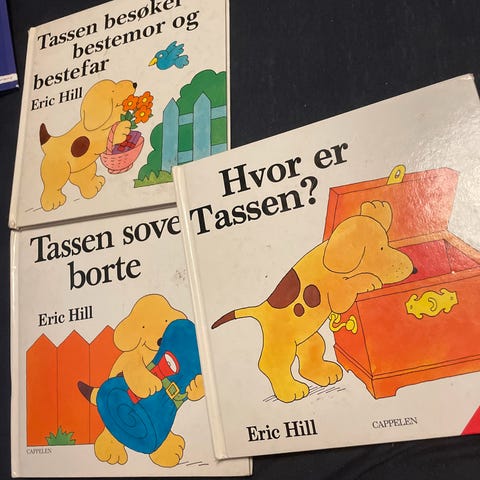 Tassen besøker
bestemor og
bestefar
Eric Hill
Tassen sove
borte
Eric Hill
CAPPELEN
Hvor er
Tassen?
Eric Hill
CAPPELEN